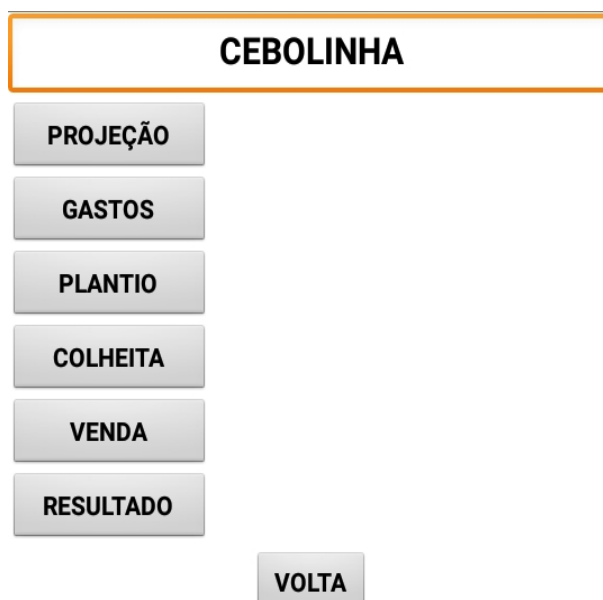 CEBOLINHA
PROJEÇÃO
GASTOS
PLANTIO
COLHEITA
VENDA
RESULTADO
VOLTA